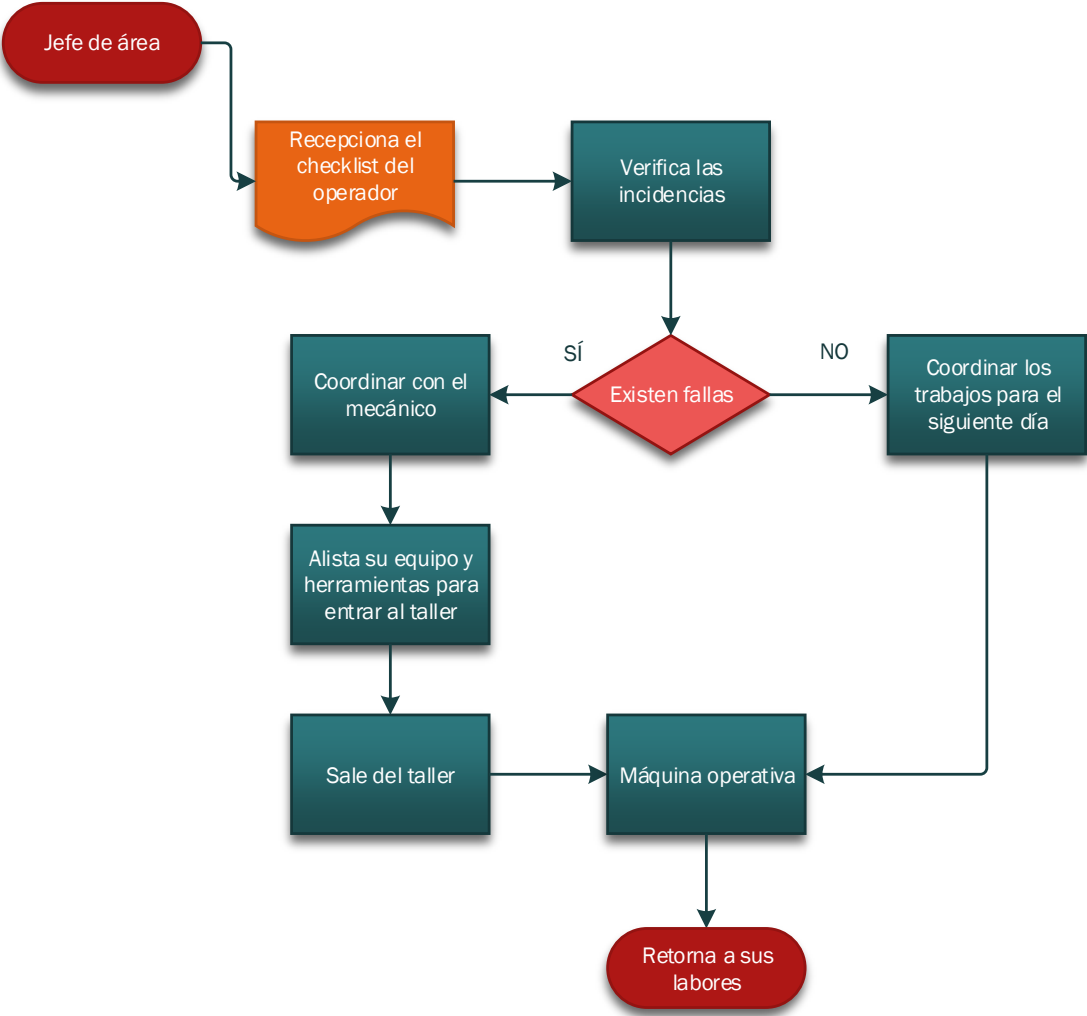 Jefe de área
Recepciona el
checklist del
operador
Verifica las
incidencias
SÍ
NO
Existen fallas
Coordinar con el
mecánico
Coordinar los
trabajos para el
siguiente día
Alista su equipo y
herramientas para
entrar al taller
Sale del taller
Máquina operativa
Retorna a sus
labores